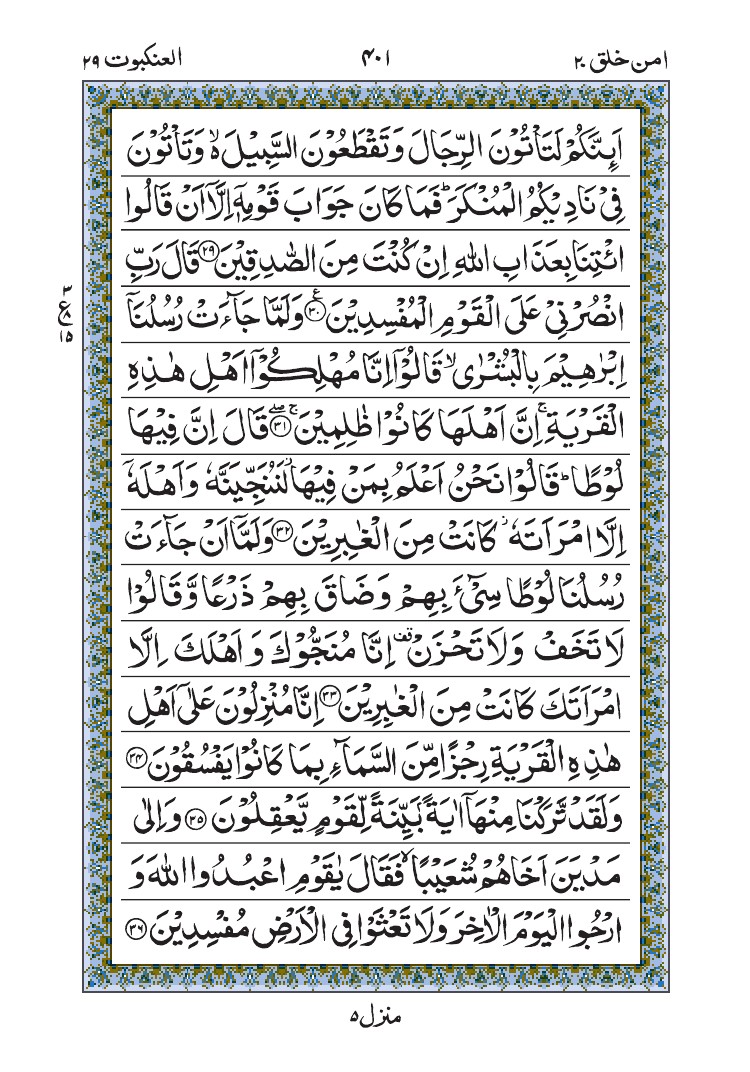 امن خلق ۲۰
۴۰۱
العنکبوت ۲۹
اَىِٕنَّكُمْ لَتَاْتُوْنَ الرِّجَالَ وَ تَقْطَعُوْنَ السَّبِیْلَ ۙ۬ وَ تَاْتُوْنَ
فِیْ نَادِیْكُمُ الْمُنْكَرَ ؕ فَمَا كَانَ جَوَابَ قَوْمِهٖۤ اِلَّاۤ اَنْ قَالُوا
ائْتِنَا بِعَذَابِ اللّٰهِ اِنْ كُنْتَ مِنَ الصّٰدِقِیْنَ ﴿۲۹﴾ قَالَ رَبِّ
انْصُرْنِیْ عَلَی الْقَوْمِ الْمُفْسِدِیْنَ ﴿۳۰﴾ وَ لَمَّا جَآءَتْ رُسُلُنَاۤ
۳
ع
۱۵
اِبْرٰهِیْمَ بِالْبُشْرٰی ۙ قَالُوْۤا اِنَّا مُهْلِكُوْۤا اَهْلِ هٰذِهِ
الْقَرْیَةِ ۚ اِنَّ اَهْلَهَا كَانُوْا ظٰلِمِیْنَ ﴿۳۱﴾ قَالَ اِنَّ فِیْهَا
لُوْطًا ؕ قَالُوْا نَحْنُ اَعْلَمُ بِمَنْ فِیْهَا ۥ٘ لَنُنَجِّیَنَّهٗ وَ اَهْلَهٗۤ
اِلَّا امْرَاَتَهٗ ۗ٘ كَانَتْ مِنَ الْغٰبِرِیْنَ ﴿۳۲﴾ وَ لَمَّاۤ اَنْ جَآءَتْ
رُسُلُنَا لُوْطًا سِیْٓءَ بِهِمْ وَ ضَاقَ بِهِمْ ذَرْعًا وَّ قَالُوْا
لَا تَخَفْ وَ لَا تَحْزَنْ ۫ اِنَّا مُنَجُّوْكَ وَ اَهْلَكَ اِلَّا
امْرَاَتَكَ كَانَتْ مِنَ الْغٰبِرِیْنَ ﴿۳۳﴾ اِنَّا مُنْزِلُوْنَ عَلٰۤی اَهْلِ
هٰذِهِ الْقَرْیَةِ رِجْزًا مِّنَ السَّمَآءِ بِمَا كَانُوْا یَفْسُقُوْنَ ﴿۳۴﴾
وَ لَقَدْ تَّرَكْنَا مِنْهَاۤ اٰیَةًۢ بَیِّنَةً لِّقَوْمٍ یَّعْقِلُوْنَ ﴿۳۵﴾ وَ اِلٰی
مَدْیَنَ اَخَاهُمْ شُعَیْبًا ۙ فَقَالَ یٰقَوْمِ اعْبُدُوا اللّٰهَ وَ
ارْجُوا الْیَوْمَ الْاٰخِرَ وَ لَا تَعْثَوْا فِی الْاَرْضِ مُفْسِدِیْنَ ﴿۳۶﴾
منزل ۵